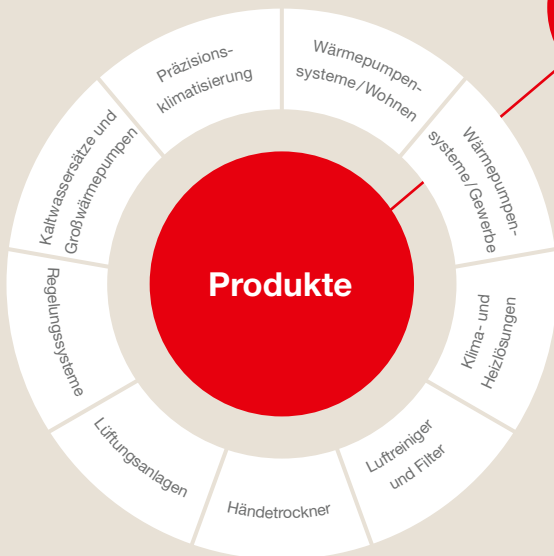 Produkte
Wärmepumpen-
systeme/Wohnen
Wärmepumpen-
systeme/Gewerbe
Klima- und
Heizlösungen
Luftreiniger
und Filter
Händetrockner
Lüftungsanlagen
Regelungssysteme
Kaltwassersätze und
Großwärmepumpen
Präzisions-
klimatisierung